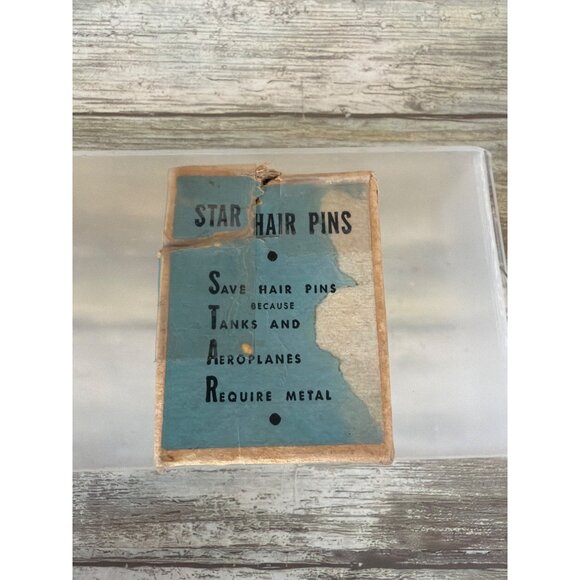 STAR HAIR PINS
SAVE HAIR PINS
BECAUSE
TANKS AND
AEROPLANES
REQUIRE METAL